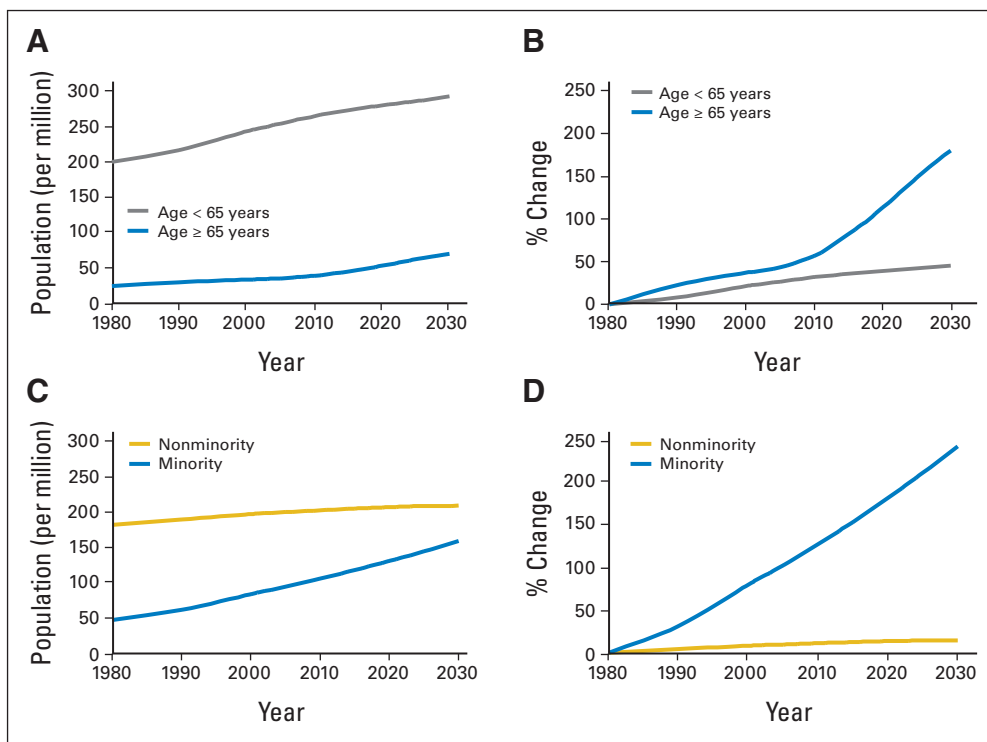 A
Population (per million)
300
250
200
150
100
50
0
Age < 65 years
Age ≥ 65 years
1980 1990 2000 2010 2020 2030
Year
B
% Change
250
200
150
100
50
0
Age < 65 years
Age ≥ 65 years
1980 1990 2000 2010 2020 2030
Year
C
Population (per million)
300
250
200
150
100
50
0
Nonminority
Minority
1980 1990 2000 2010 2020 2030
Year
D
% Change
250
200
150
100
50
0
Nonminority
Minority
1980 1990 2000 2010 2020 2030
Year